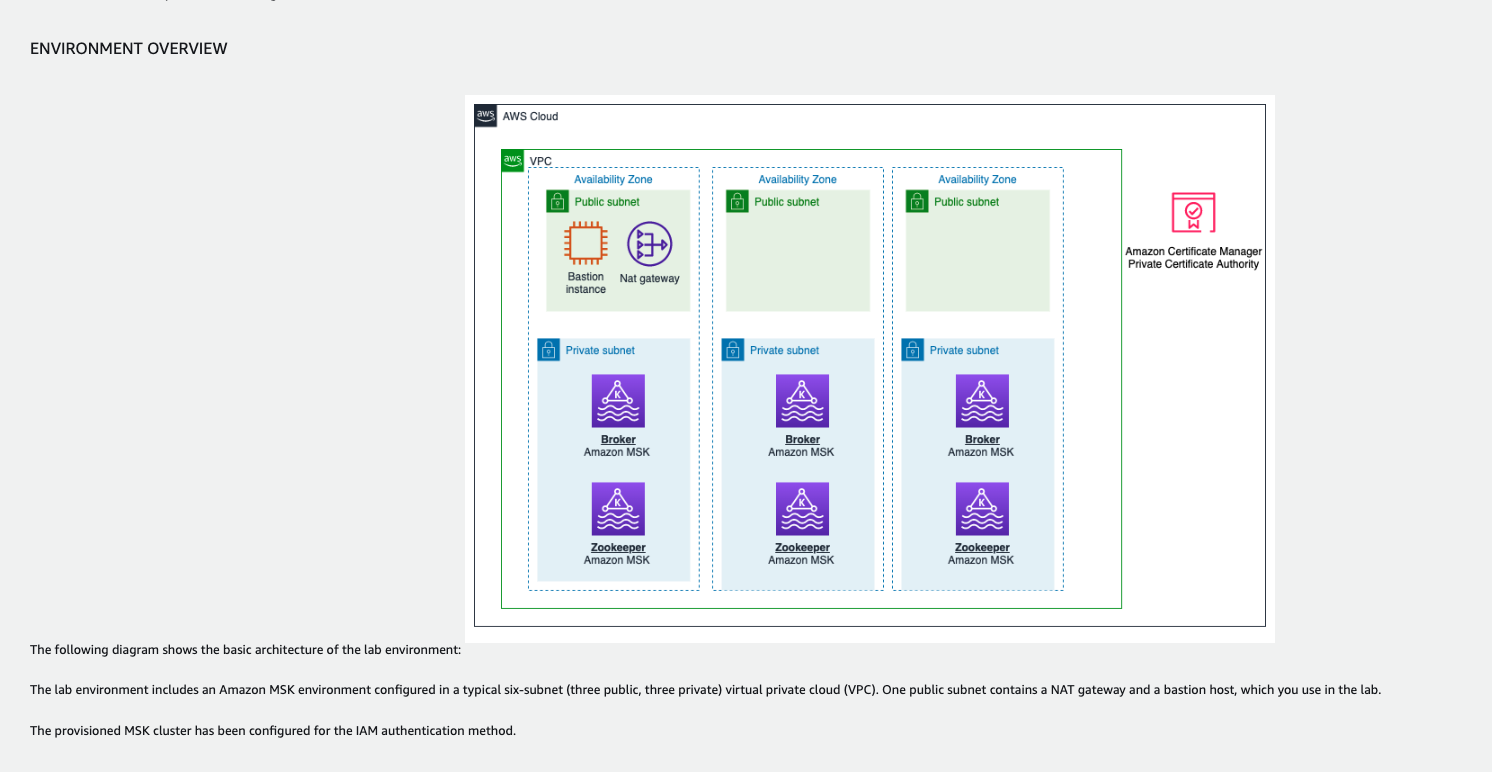 ENVIRONMENT OVERVIEW
aws
AWS Cloud
aws
VPC
Availability Zone
Public subnet
Bastion
instance
Nat gateway
Private subnet
K
Broker
Amazon MSK
K
Zookeeper
Amazon MSK
Availability Zone
Public subnet
Private subnet
K
Broker
Amazon MSK
K
Zookeeper
Amazon MSK
Availability Zone
Public subnet
Private subnet
K
Broker
Amazon MSK
K
Zookeeper
Amazon MSK
Amazon Certificate Manager
Private Certificate Authority
The following diagram shows the basic architecture of the lab environment:
The lab environment includes an Amazon MSK environment configured in a typical six-subnet (three public, three private) virtual private cloud (VPC). One public subnet contains a NAT gateway and a bastion host, which you use in the lab.
The provisioned MSK cluster has been configured for the IAM authentication method.